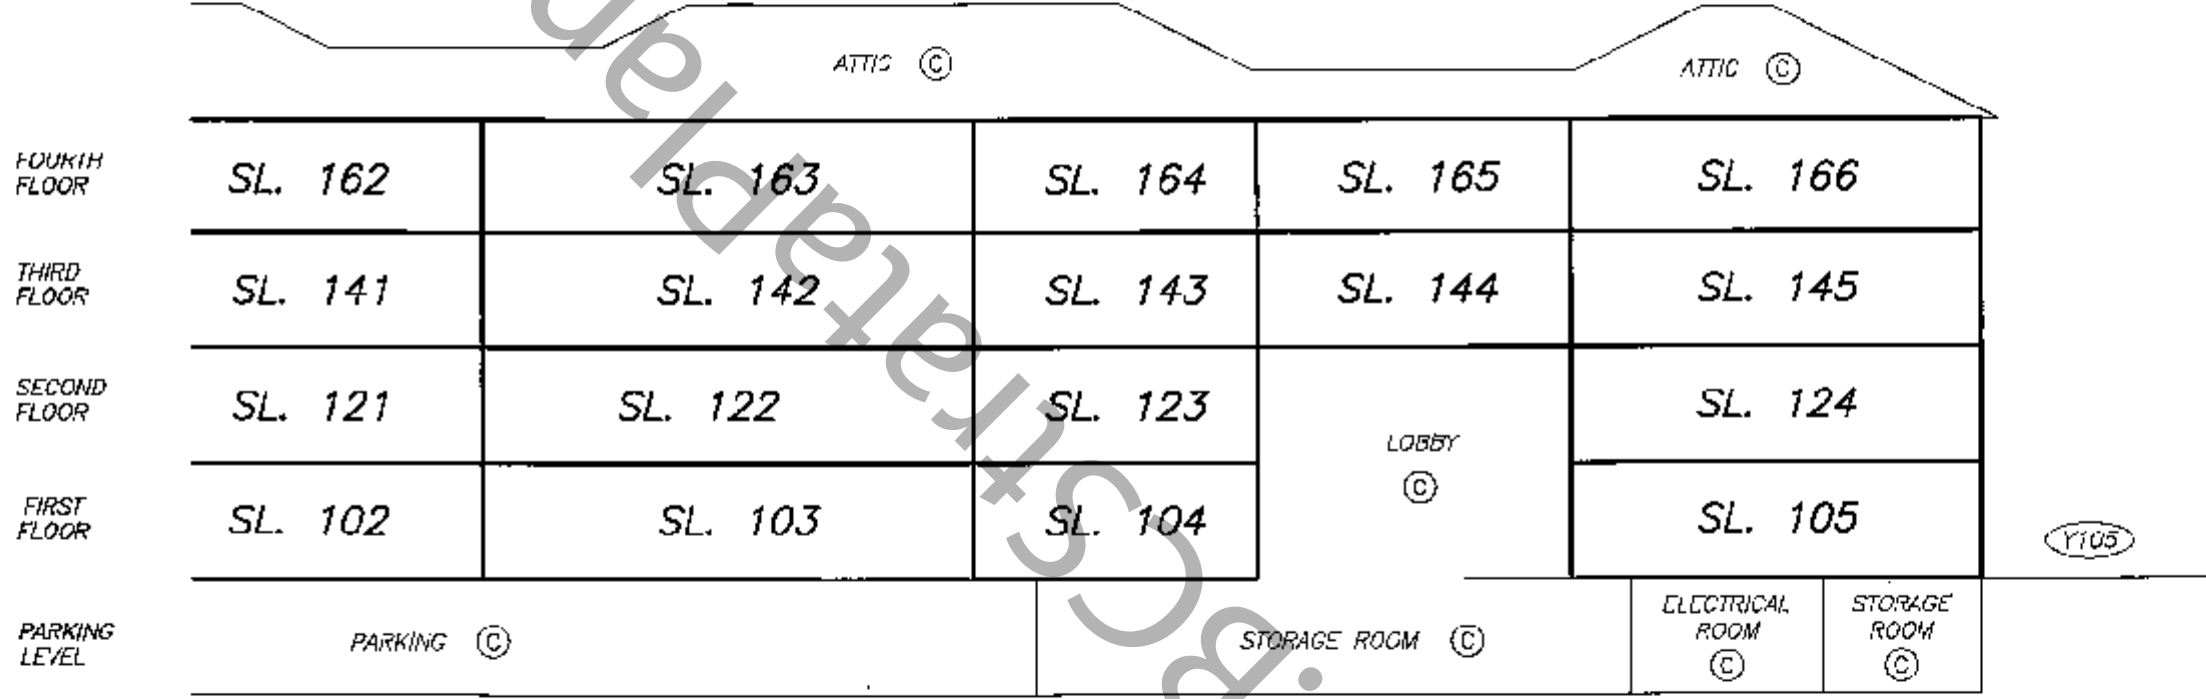 ATTIC Ⓒ
ATTIC Ⓒ
FOURTH
FLOOR
SL. 162
SL. 163
SL. 164
SL. 165
SL. 166
THIRD
FLOOR
SL. 141
SL. 142
SL. 143
SL. 144
SL. 145
SECOND
FLOOR
SL. 121
SL. 122
SL. 123
LOBBY
Ⓒ
SL. 124
FIRST
FLOOR
SL. 102
SL. 103
SL. 104
SL. 105
Y105
PARKING
LEVEL
PARKING Ⓒ
STORAGE ROOM Ⓒ
ELECTRICAL
ROOM
Ⓒ
STORAGE
ROOM
Ⓒ